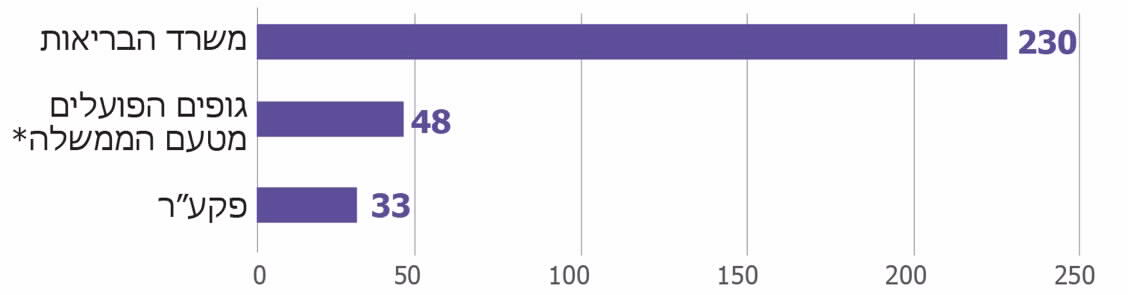 משרד הבריאות
230
גופים הפועלים
מטעם הממשלה*
48
פקע״ר
33
0 50 100 150 200 250